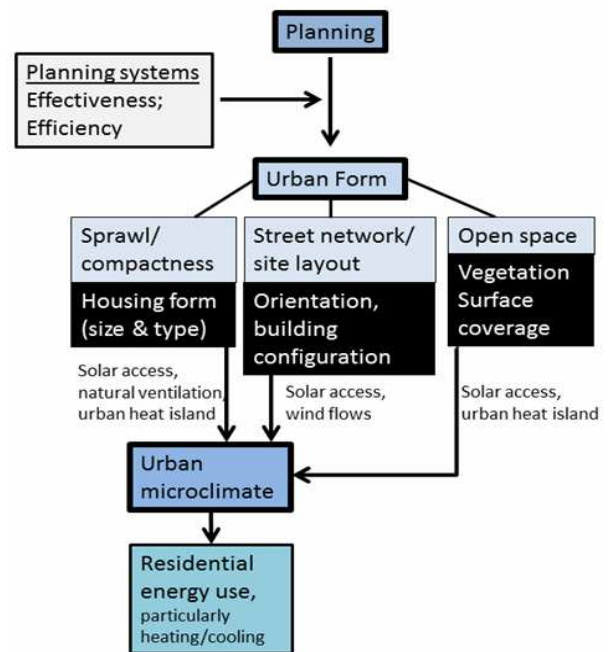 Planning
Planning systems
Effectiveness;
Efficiency
Urban Form
Sprawl/
compactness
Housing form
(size & type)
Street network/
site layout
Orientation,
building
configuration
Open space
Vegetation
Surface
coverage
Solar access,
natural ventilation,
urban heat island
Solar access,
wind flows
Solar access,
urban heat island
Urban
microclimate
Residential
energy use,
particularly
heating/cooling